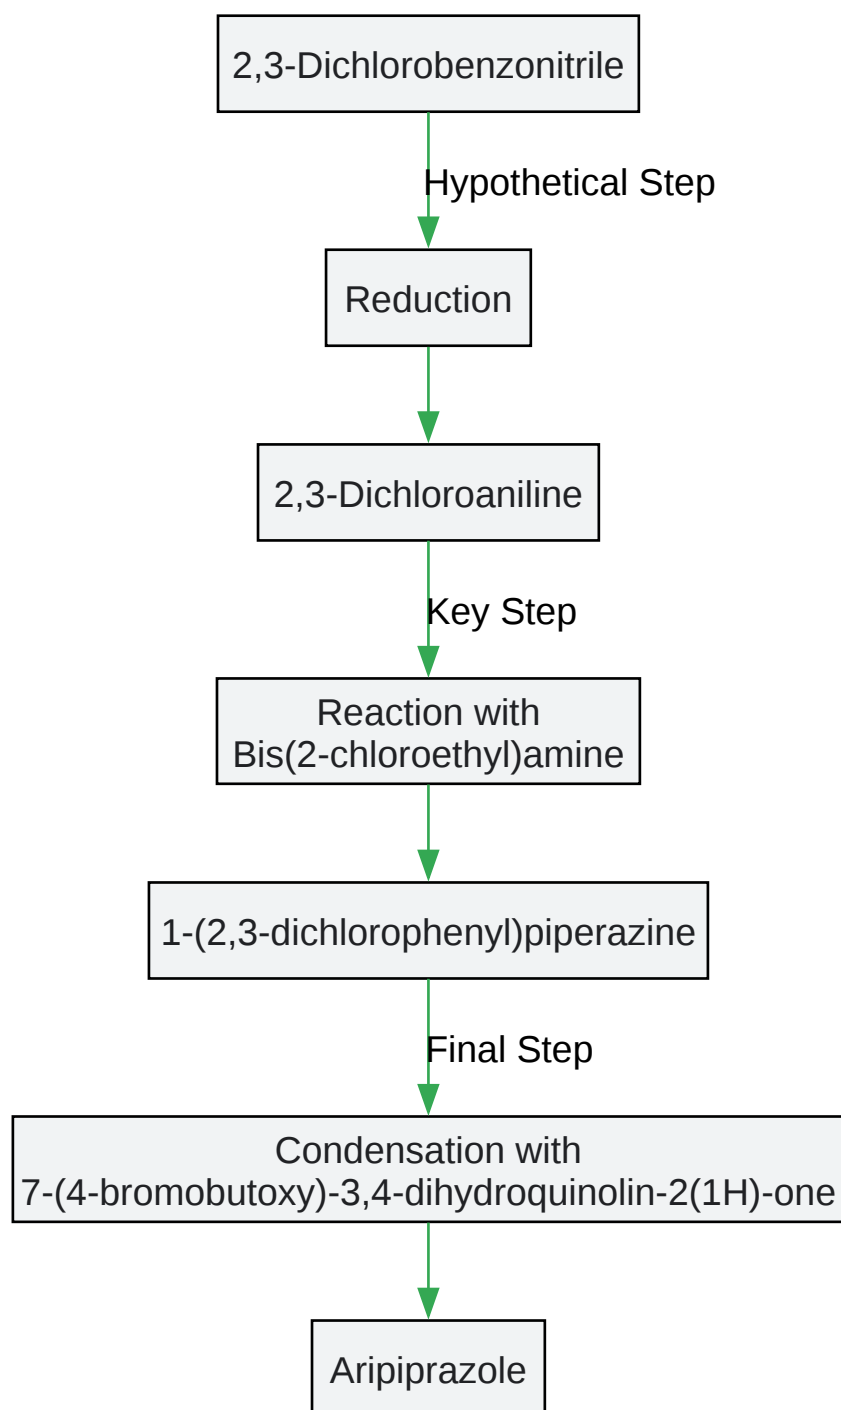 2,3-Dichlorobenzonitrile
Hypothetical Step
Reduction
2,3-Dichloroaniline
Key Step
Reaction with
Bis(2-chloroethyl)amine
1-(2,3-dichlorophenyl)piperazine
Final Step
Condensation with
7-(4-bromobutoxy)-3,4-dihydroquinolin-2(1H)-one
Aripiprazole